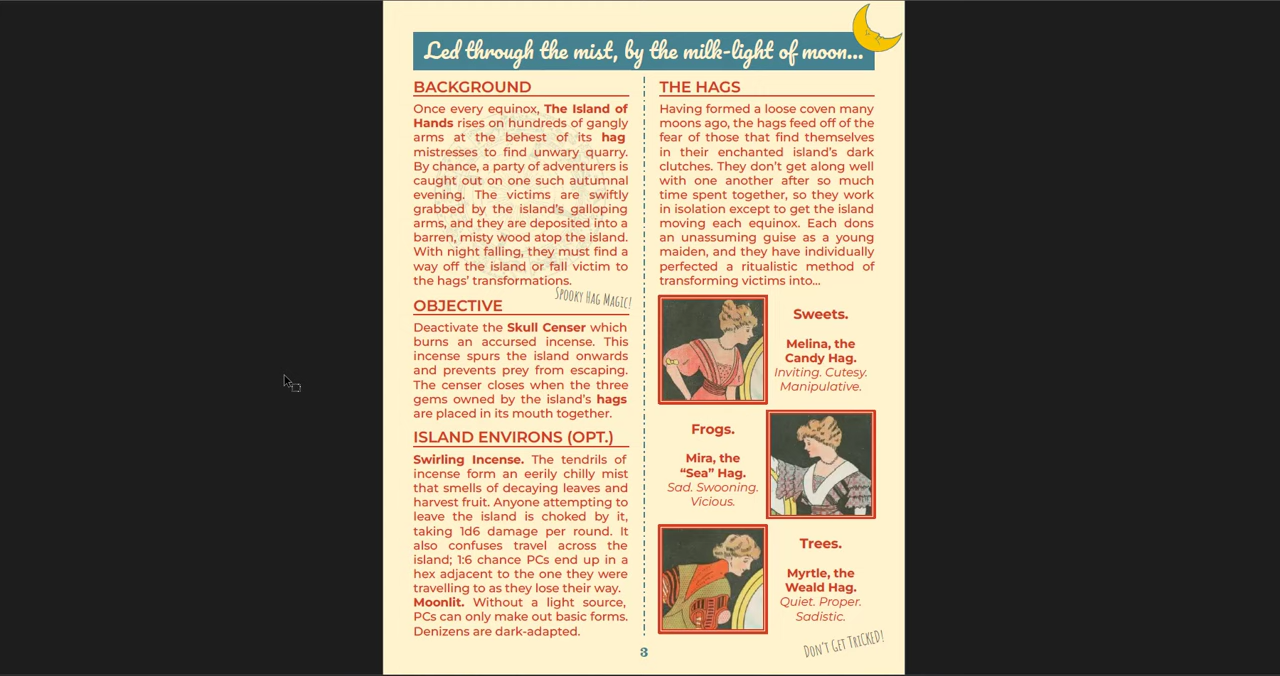 Led through the mist, by the milk-light of moon...
BACKGROUND
Once every equinox, The Island of
Hands rises on hundreds of gangly
arms at the behest of its hag
mistresses to find unwary quarry.
By chance, a party of adventurers is
caught out on one such autumnal
evening. The victims are swiftly
grabbed by the island's galloping
arms, and they are deposited into a
barren, misty wood atop the island.
With night falling, they must find a
way off the island or fall victim to
the hags' transformations.
Spooky Hag Magic!
OBJECTIVE
Deactivate the Skull Censer which
burns an accursed incense. This
incense spurs the island onwards
and prevents prey from escaping.
The censer closes when the three
gems owned by the island's hags
are placed in its mouth together.
ISLAND ENVIRONS (OPT.)
Swirling Incense. The tendrils of
incense form an eerily chilly mist
that smells of decaying leaves and
harvest fruit. Anyone attempting to
leave the island is choked by it,
taking 1d6 damage per round. It
also confuses travel across the
island; 1:6 chance PCs end up in a
hex adjacent to the one they were
travelling to as they lose their way.
Moonlit. Without a light source,
PCs can only make out basic forms.
Denizens are dark-adapted.
THE HAGS
Having formed a loose coven many
moons ago, the hags feed off of the
fear of those that find themselves
in their enchanted island's dark
clutches. They don't get along well
with one another after so much
time spent together, so they work
in isolation except to get the island
moving each equinox. Each dons
an unassuming guise as a young
maiden, and they have individually
perfected a ritualistic method of
transforming victims into...
Sweets.
Melina, the
Candy Hag.
Inviting. Cutesy.
Manipulative.
Frogs.
Mira, the
“Sea” Hag.
Sad. Swooning.
Vicious.
Trees.
Myrtle, the
Weald Hag.
Quiet. Proper.
Sadistic.
Don't Get Tricked!
3